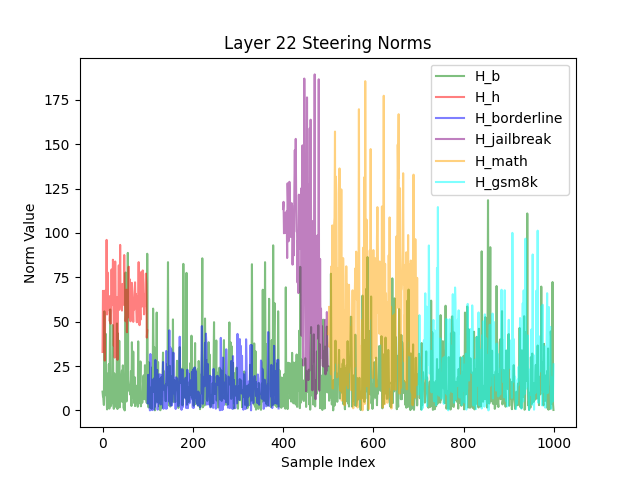 Layer 22 Steering Norms
H_b
H_h
H_borderline
H_jailbreak
H_math
H_gsm8k
Norm Value
175
150
125
100
75
50
25
0
0 200 400 600 800 1000
Sample Index